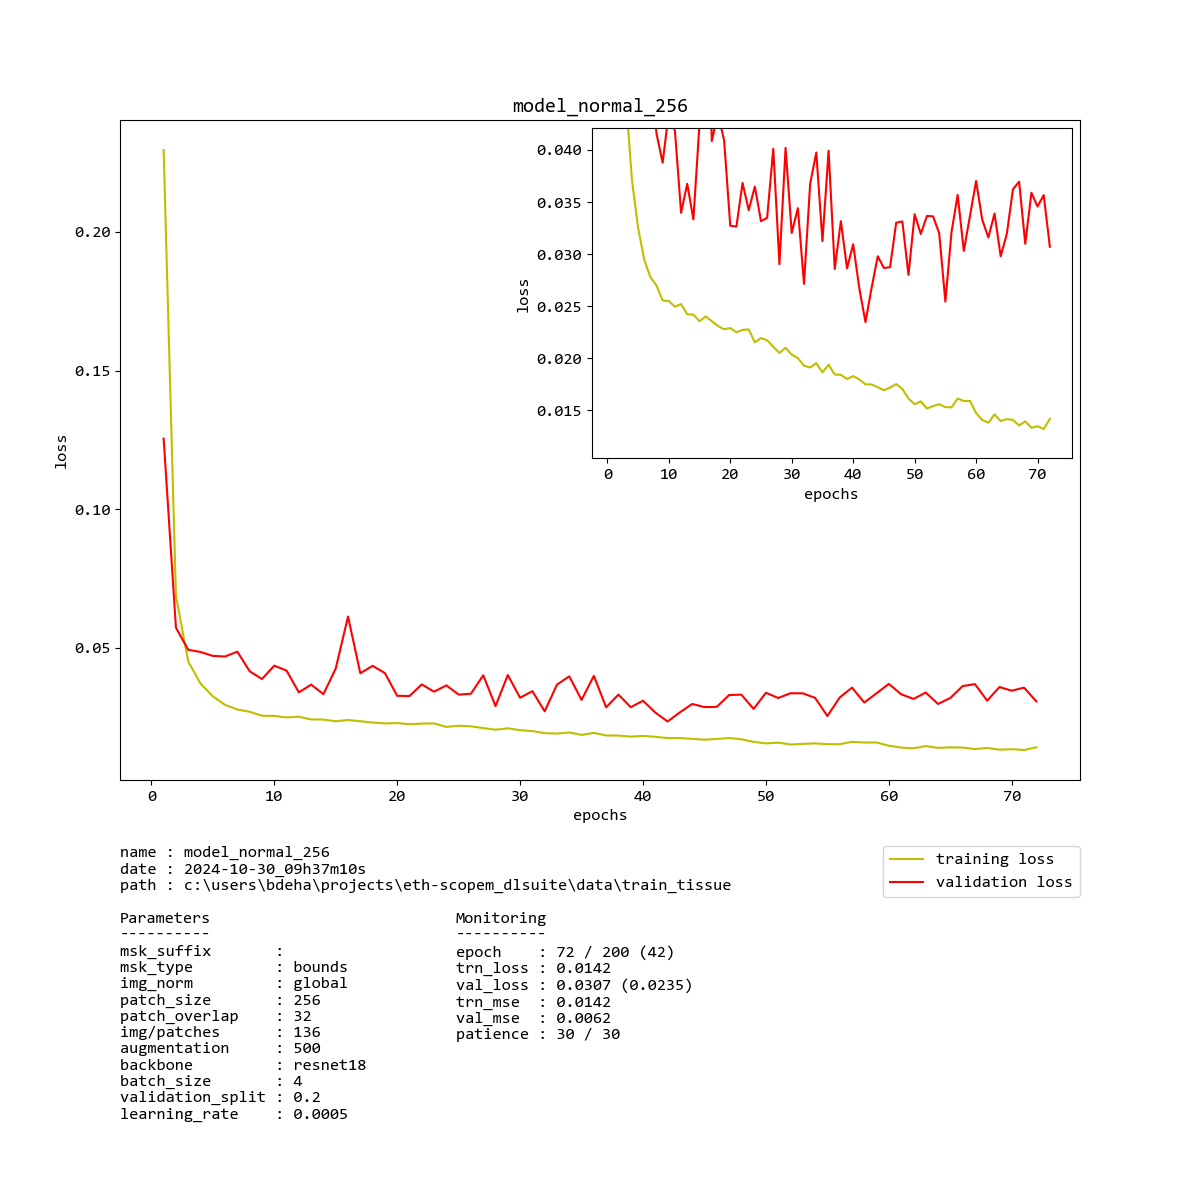 model_normal_256
0.20
0.15
0.10
0.05
loss
0 10 20 30 40 50 60 70
epochs
0.040
0.035
0.030
0.025
0.020
0.015
loss
0 10 20 30 40 50 60 70
epochs
training loss
validation loss
name : model_normal_256
date : 2024-10-30_09h37m10s
path : c:\users\bdeha\projects\eth-scopem_dlsuite\data\train_tissue
Parameters
----------
msk_suffix       :
msk_type         : bounds
img_norm         : global
patch_size       : 256
patch_overlap    : 32
img/patches      : 136
augmentation     : 500
backbone         : resnet18
batch_size       : 4
validation_split : 0.2
learning_rate    : 0.0005
Monitoring
----------
epoch    : 72 / 200 (42)
trn_loss : 0.0142
val_loss : 0.0307 (0.0235)
trn_mse  : 0.0142
val_mse  : 0.0062
patience : 30 / 30